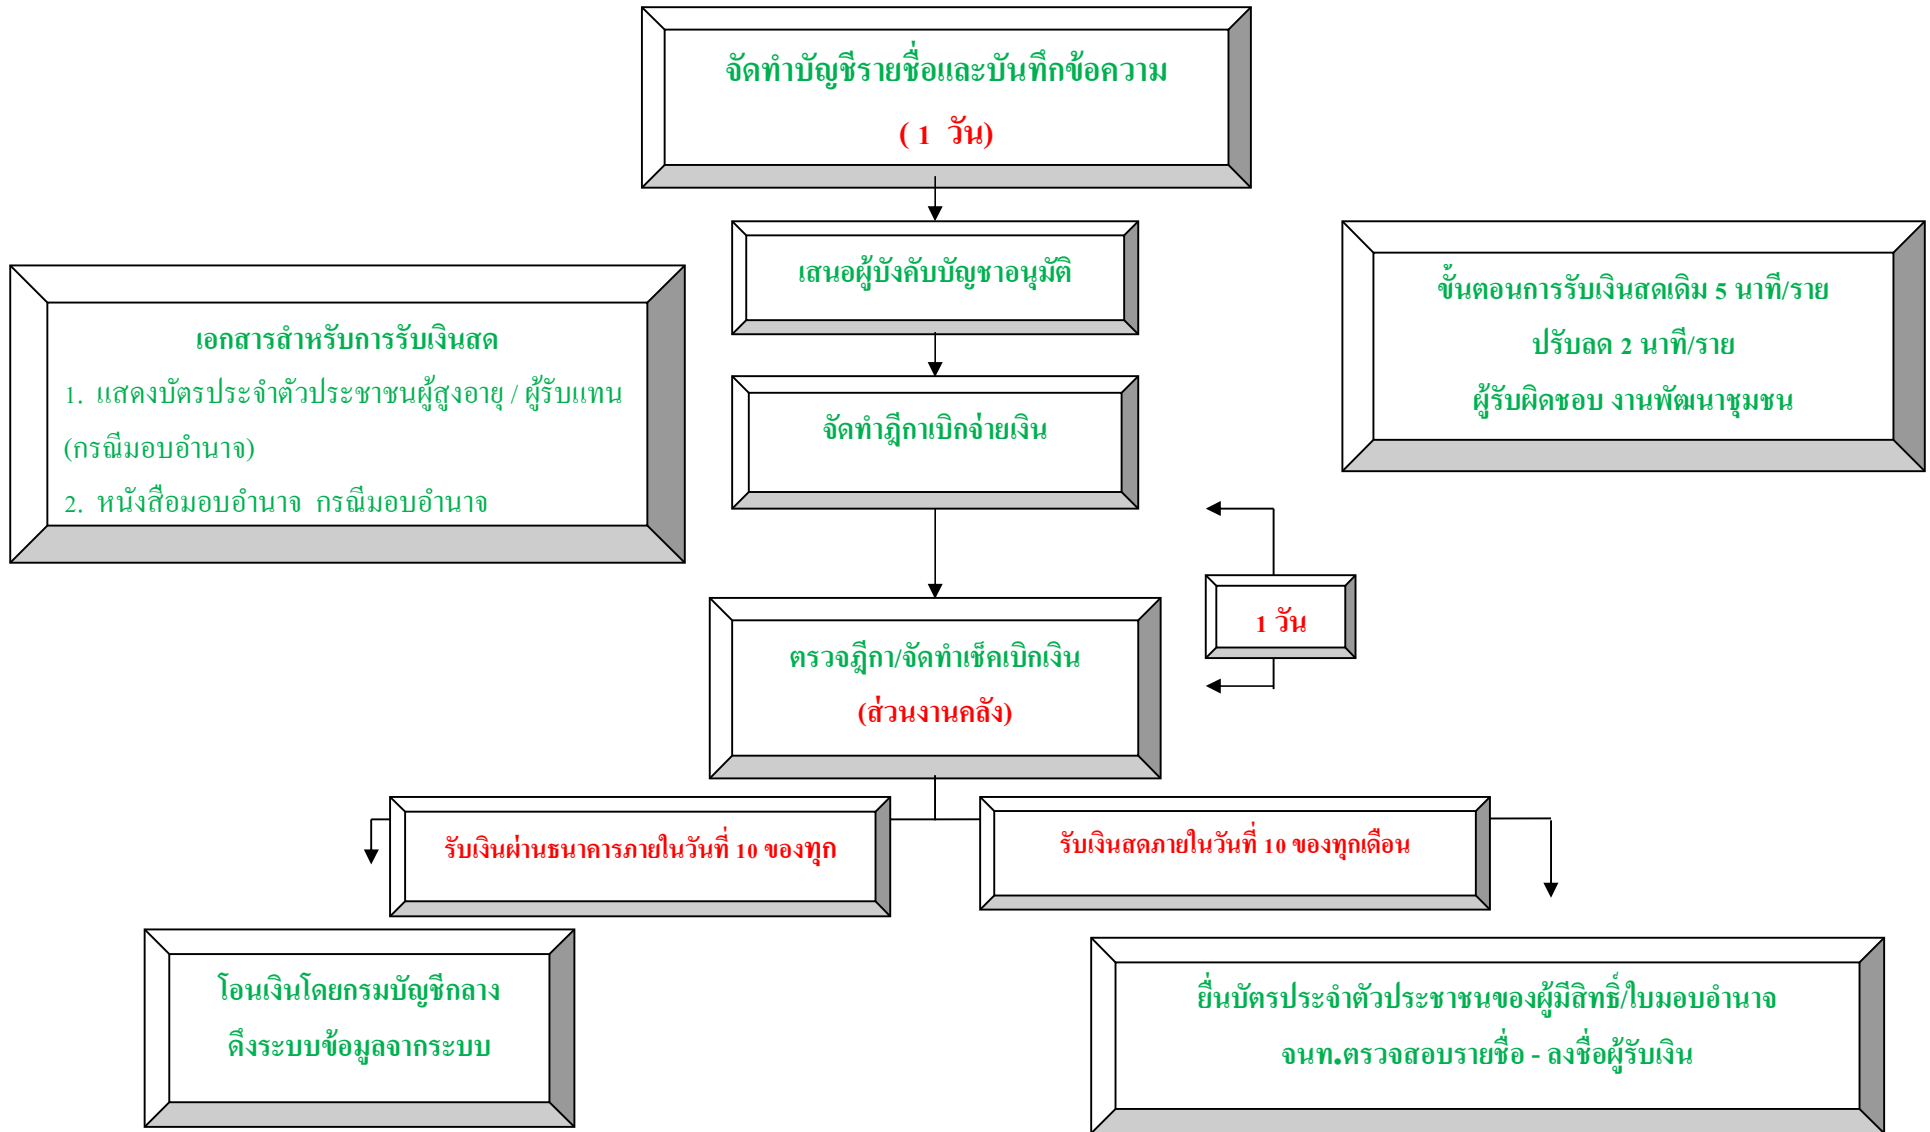 จัดทำบัญชีรายชื่อและบันทึกข้อความ
( 1 วัน)
เสนอผู้บังคับบัญชาอนุมัติ
เอกสารสำหรับการรับเงินสด
1. แสดงบัตรประจำตัวประชาชนผู้สูงอายุ / ผู้รับแทน
(กรณีมอบอำนาจ)
2. หนังสือมอบอำนาจ กรณีมอบอำนาจ
ขั้นตอนการรับเงินสดเดิม 5 นาที/ราย
ปรับลด 2 นาที/ราย
ผู้รับผิดชอบ งานพัฒนาชุมชน
จัดทำฎีกาเบิกจ่ายเงิน
1 วัน
ตรวจฎีกา/จัดทำเช็คเบิกเงิน
(ส่วนงานคลัง)
รับเงินผ่านธนาคารภายในวันที่ 10 ของทุก
รับเงินสดภายในวันที่ 10 ของทุกเดือน
โอนเงินโดยกรมบัญชีกลาง
ดึงระบบข้อมูลจากระบบ
ยื่นบัตรประจำตัวประชาชนของผู้มีสิทธิ์/ใบมอบอำนาจ
จนท.ตรวจสอบรายชื่อ - ลงชื่อผู้รับเงิน